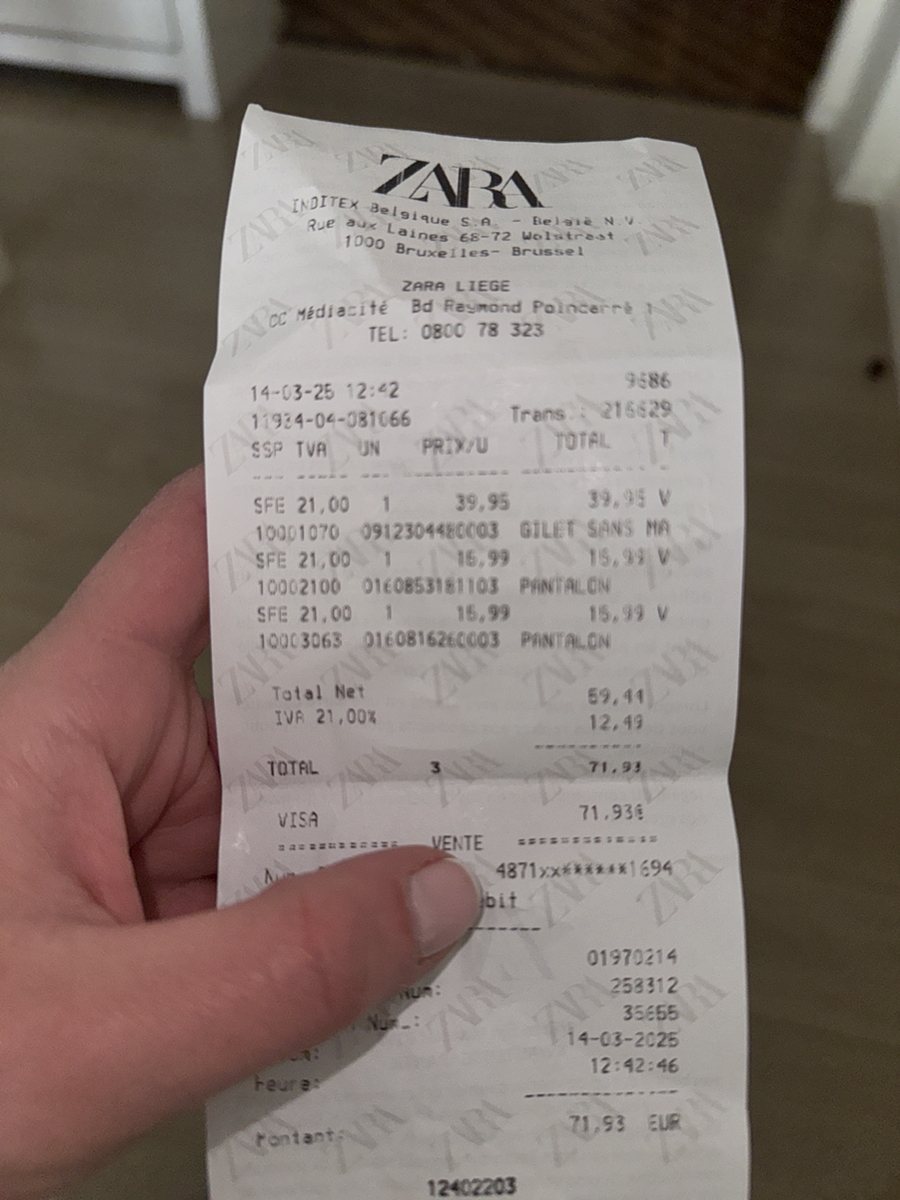 ZARA
INDITEX Belgique S.A. - België N.V.
Rue aux Laines 68-72 Wolstraat
1000 Bruxelles- Brussel
ZARA LIEGE
CC Médiacité Bd Raymond Poincarré 1
TEL: 0800 78 323
14-03-25 12:42 9686
11934-04-081066 Trans.: 216629
SSP TVA UN PRIX/U TOTAL T
SFE 21,00 1 39,95 39,95 V
10001070 0912304480003 GILET SANS MA
SFE 21,00 1 15,99 15,99 V
10002100 0160853181103 PANTALON
SFE 21,00 1 15,99 15,99 V
10003063 0160816260003 PANTALON
Total Net 59,44
IVA 21,00% 12,49
TOTAL 3 71,93
VISA 71,93€
============ VENTE ============
4871xx******1694
bit
01970214
Num: 258312
Num.: 35655
14-03-2025
Heure: 12:42:46
Montant: 71,93 EUR
12402203